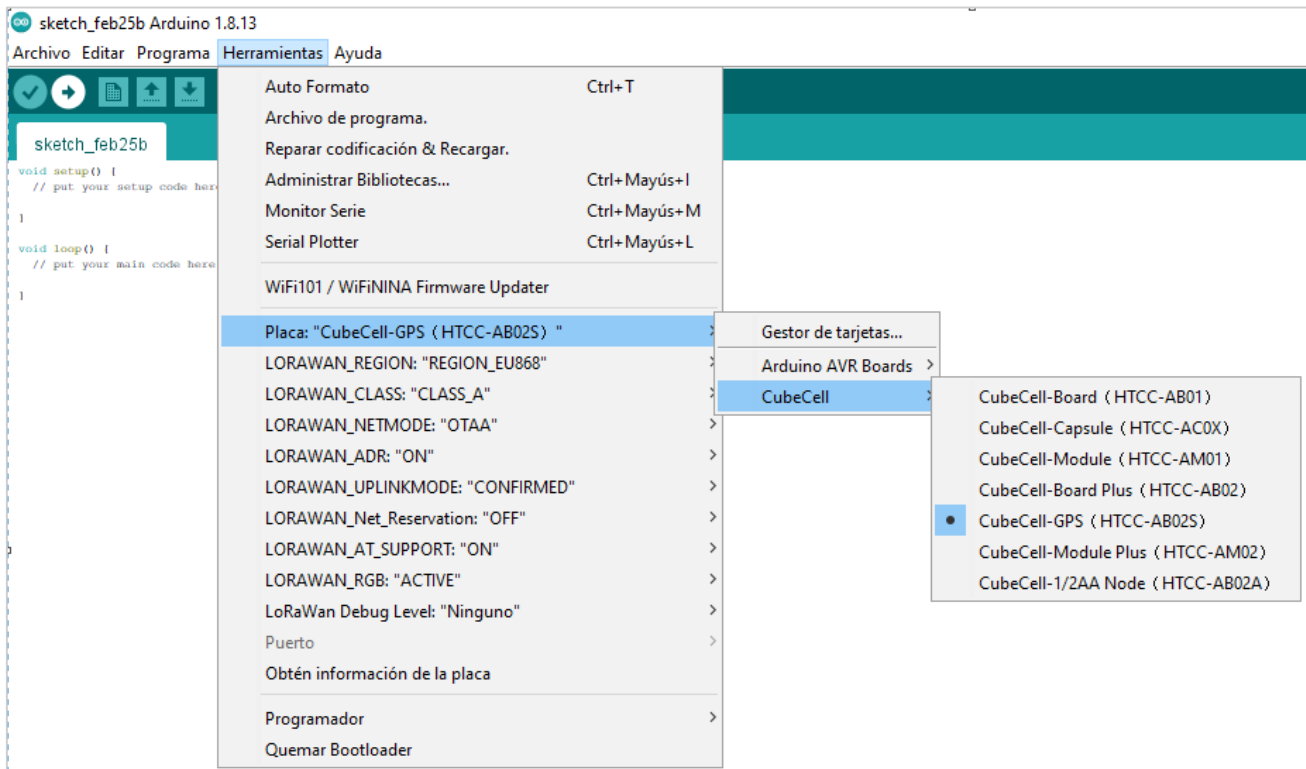 sketch_feb25b Arduino 1.8.13
Archivo Editar Programa Herramientas Ayuda
sketch_feb25b
void setup() {
// put your setup code her
}
void loop() {
// put your main code here
}
Auto Formato Ctrl+T
Archivo de programa.
Reparar codificación & Recargar.
Administrar Bibliotecas... Ctrl+Mayús+I
Monitor Serie Ctrl+Mayús+M
Serial Plotter Ctrl+Mayús+L
WiFi101 / WiFiNINA Firmware Updater
Placa: "CubeCell-GPS（HTCC-AB02S）"
LORAWAN_REGION: "REGION_EU868"
LORAWAN_CLASS: "CLASS_A"
LORAWAN_NETMODE: "OTAA"
LORAWAN_ADR: "ON"
LORAWAN_UPLINKMODE: "CONFIRMED"
LORAWAN_Net_Reservation: "OFF"
LORAWAN_AT_SUPPORT: "ON"
LORAWAN_RGB: "ACTIVE"
LoRaWan Debug Level: "Ninguno"
Puerto
Obtén información de la placa
Programador
Quemar Bootloader
Gestor de tarjetas...
Arduino AVR Boards
CubeCell
CubeCell-Board（HTCC-AB01)
CubeCell-Capsule（HTCC-AC0X）
CubeCell-Module（HTCC-AM01)
CubeCell-Board Plus（HTCC-AB02)
CubeCell-GPS（HTCC-AB02S)
CubeCell-Module Plus（HTCC-AM02)
CubeCell-1/2AA Node（HTCC-AB02A)